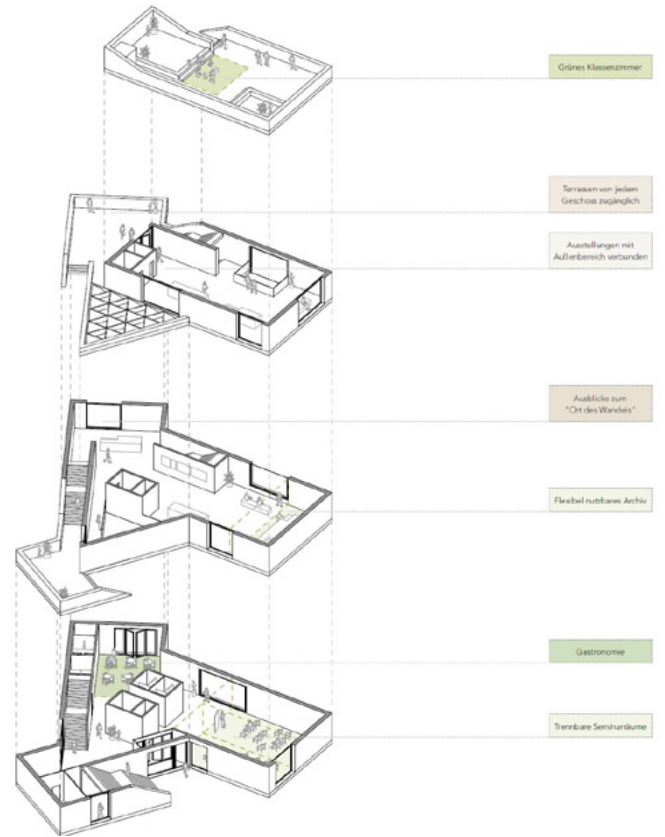 Grünes Klassenzimmer
Terrassen von jedem
Geschoss zugänglich
Ausstellungen mit
Außenbereich verbunden
Ausblicke zum
"Ort des Wandels"
Flexibel nutzbares Archiv
Gastronomie
Trennbare Seminarräume